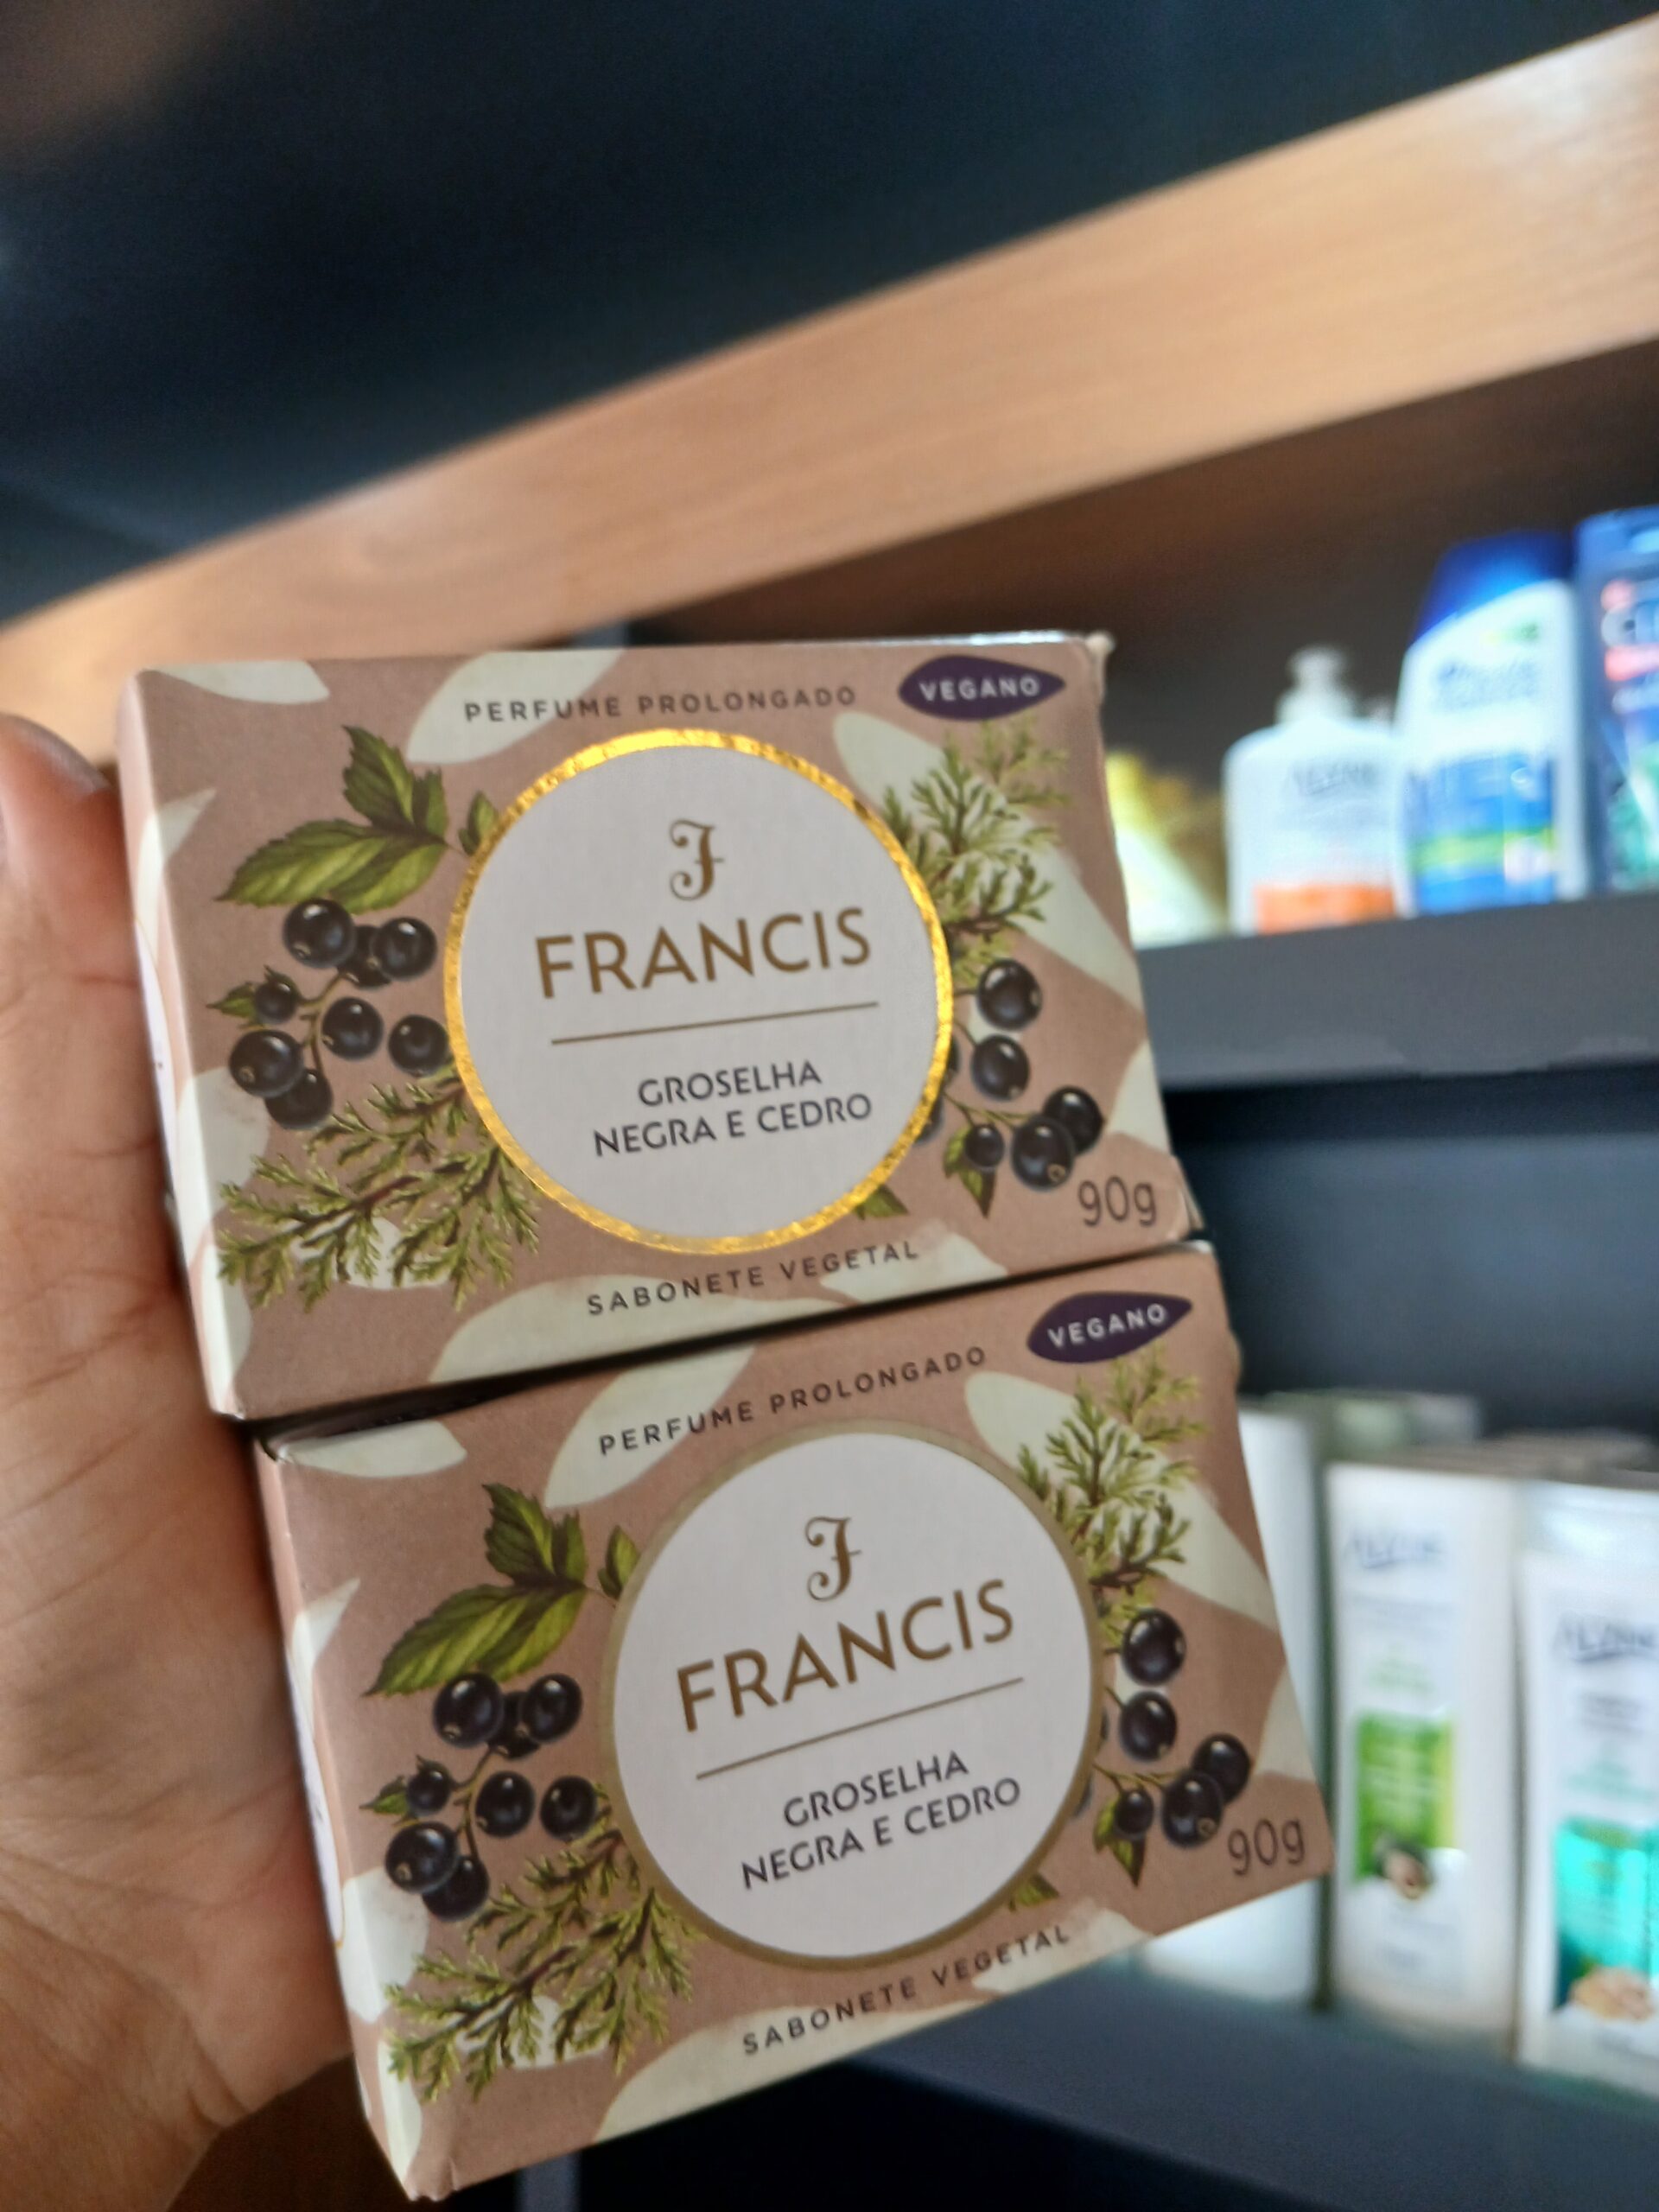 PERFUME PROLONGADO
VEGANO
F
FRANCIS
GROSELHA
NEGRA E CEDRO
90g
SABONETE VEGETAL
PERFUME PROLONGADO
VEGANO
F
FRANCIS
GROSELHA
NEGRA E CEDRO
90g
SABONETE VEGETAL